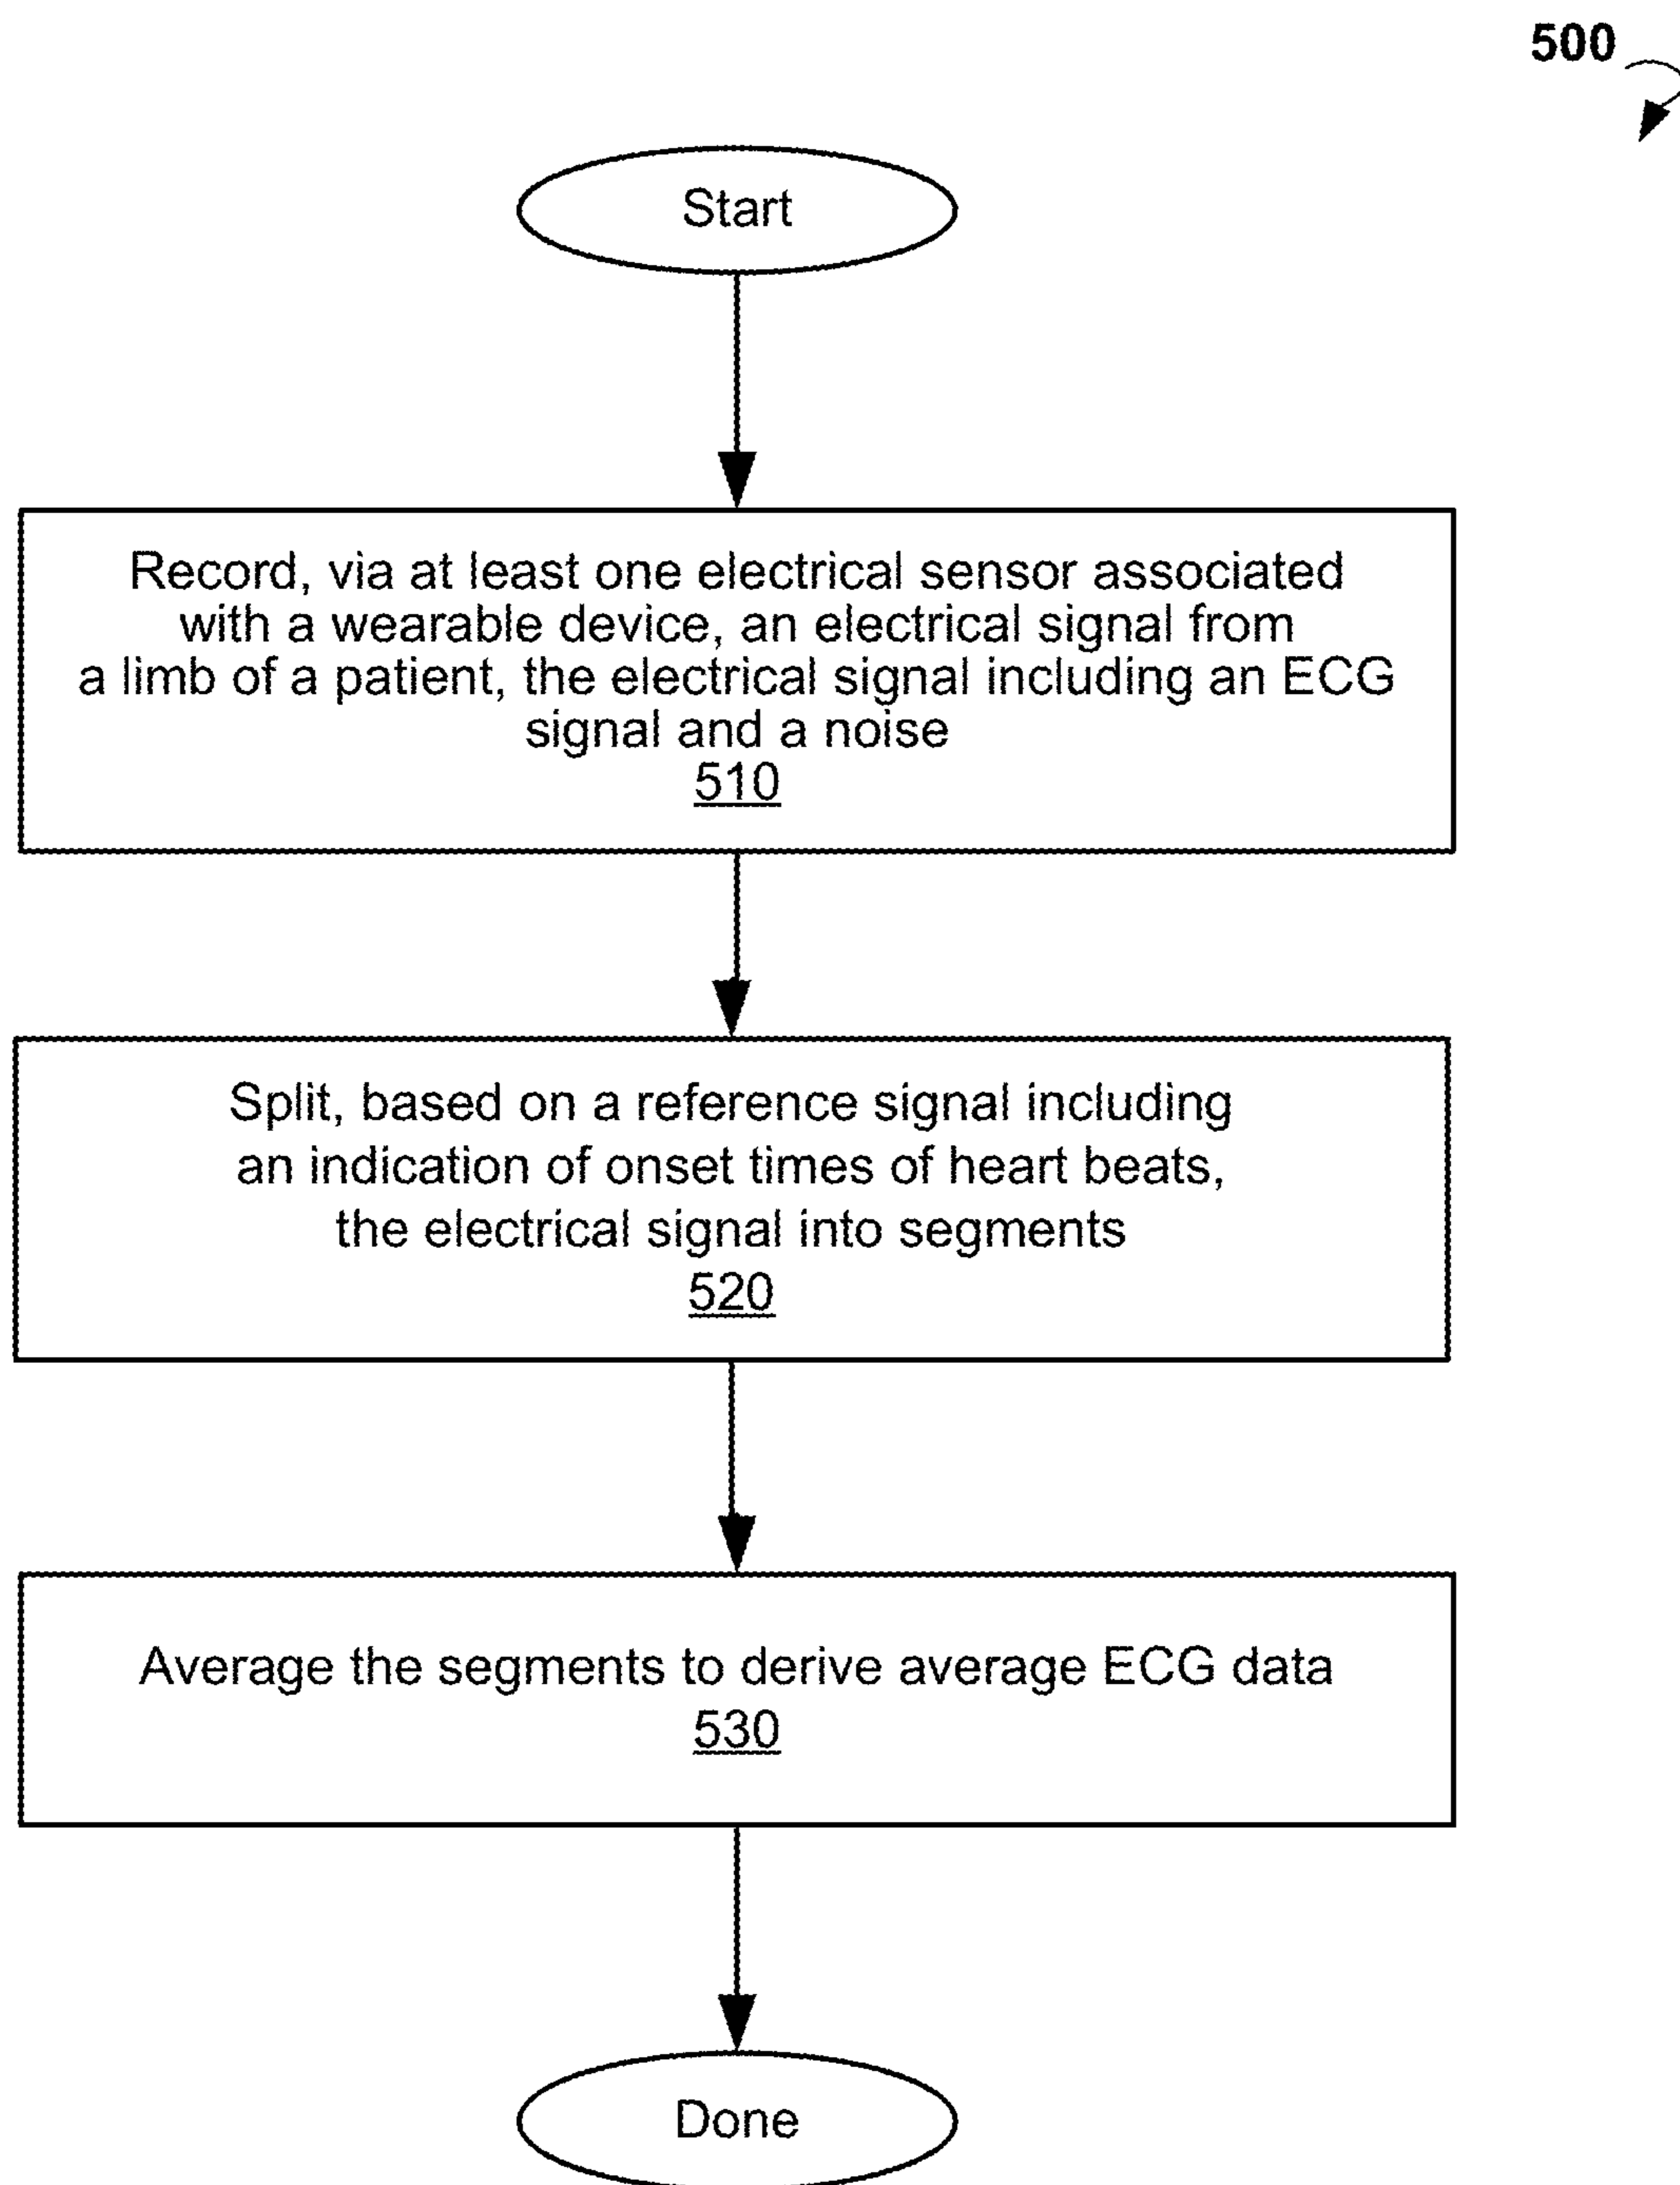 500
Start
Record, via at least one electrical sensor associated
with a wearable device, an electrical signal from
a limb of a patient, the electrical signal including an ECG
signal and a noise
510
Split, based on a reference signal including
an indication of onset times of heart beats,
the electrical signal into segments
520
Average the segments to derive average ECG data
530
Done